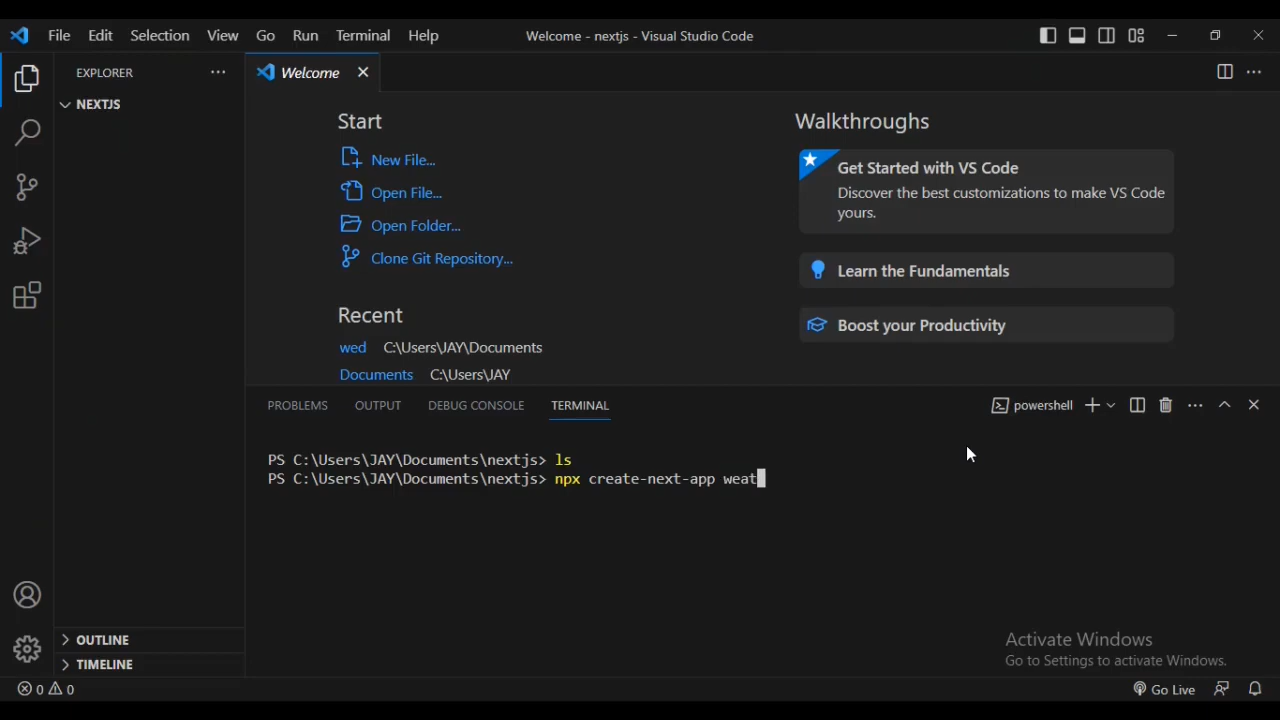 File Edit Selection View Go Run Terminal Help
Welcome - nextjs - Visual Studio Code
EXPLORER
NEXTJS
OUTLINE
TIMELINE
Welcome
Start
New File...
Open File...
Open Folder...
Clone Git Repository...
Recent
wed C:\Users\JAY\Documents
Documents C:\Users\JAY
Walkthroughs
Get Started with VS Code
Discover the best customizations to make VS Code
yours.
Learn the Fundamentals
Boost your Productivity
PROBLEMS OUTPUT DEBUG CONSOLE TERMINAL
powershell
PS C:\Users\JAY\Documents\nextjs> ls
PS C:\Users\JAY\Documents\nextjs> npx create-next-app weat
Activate Windows
Go to Settings to activate Windows.
0 0
Go Live